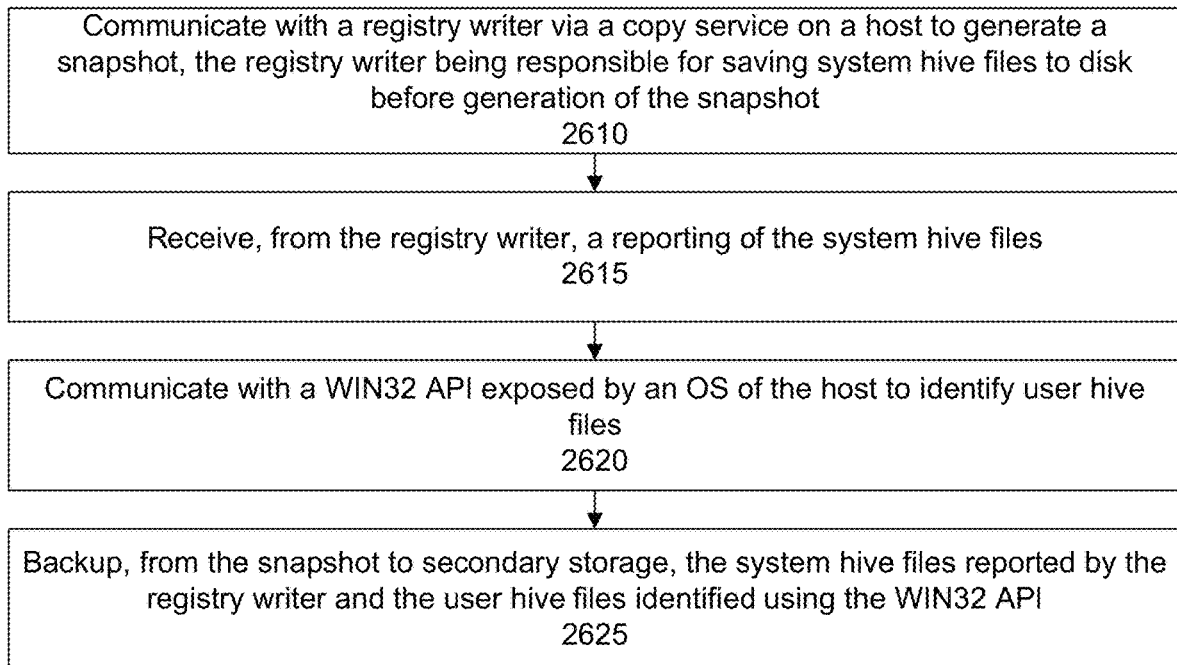 Communicate with a registry writer via a copy service on a host to generate a
snapshot, the registry writer being responsible for saving system hive files to disk
before generation of the snapshot
2610
Receive, from the registry writer, a reporting of the system hive files
2615
Communicate with a WIN32 API exposed by an OS of the host to identify user hive
files
2620
Backup, from the snapshot to secondary storage, the system hive files reported by the
registry writer and the user hive files identified using the WIN32 API
2625